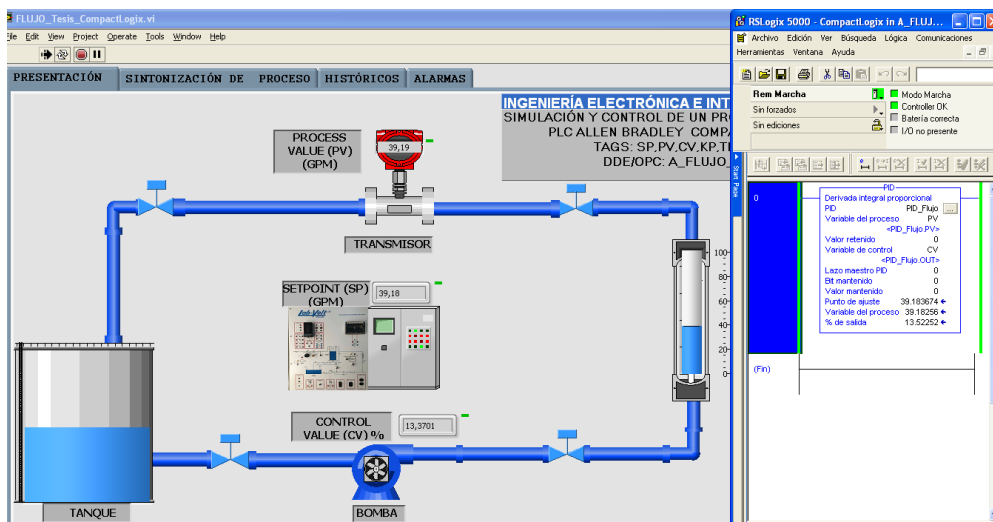 FLUJO_Tesis_CompactLogix.vi
File Edit View Project Operate Tools Window Help
PRESENTACIÓN
SINTONIZACIÓN DE PROCESO
HISTÓRICOS
ALARMAS
INGENIERÍA ELECTRÓNICA E INT
SIMULACIÓN Y CONTROL DE UN PRO
PLC ALLEN BRADLEY COMPA
TAGS: SP,PV,CV,KP,TI
DDE/OPC: A_FLUJO_
PROCESS
VALUE (PV)
(GPM)
39,19
TRANSMISOR
SETPOINT (SP)
(GPM)
39,18
Lab-Volt
CONTROL
VALUE (CV) %
13,3701
100
80
60
40
20
0
TANQUE
BOMBA
RSLogix 5000 - CompactLogix in A_FLUJ...
Archivo Edición Ver Búsqueda Lógica Comunicaciones
Herramientas Ventana Ayuda
Rem Marcha
Sin forzados
Sin ediciones
Modo Marcha
Controller OK
Batería correcta
I/O no presente
Start Page
0
PID
Derivada integral proporcional
PID PID_Flujo ...
Variable del proceso PV
<PID_Flujo.PV>
Valor retenido 0
Variable de control CV
<PID_Flujo.OUT>
Lazo maestro PID 0
Bit mantenido 0
Valor mantenido 0
Punto de ajuste 39.183674
Variable del proceso 39.18256
% de salida 13.52252
(Fin)